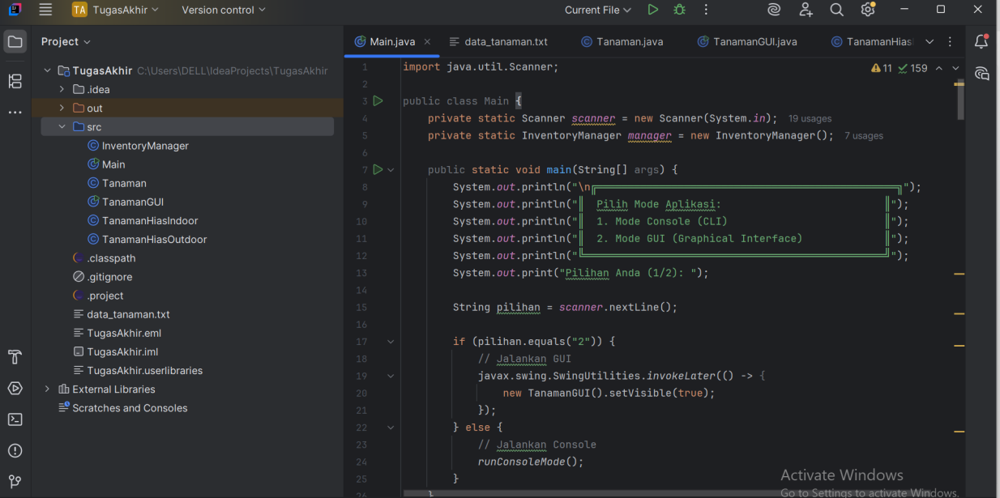 TA TugasAkhir Version control Current File
Project
Main.java data_tanaman.txt Tanaman.java TanamanGUI.java TanamanHias
TugasAkhir C:\Users\DELL\IdeaProjects\TugasAkhir
.idea
out
src
InventoryManager
Main
Tanaman
TanamanGUI
TanamanHiasIndoor
TanamanHiasOutdoor
.classpath
.gitignore
.project
data_tanaman.txt
TugasAkhir.eml
TugasAkhir.iml
TugasAkhir.userlibraries
External Libraries
Scratches and Consoles
11 159
1 import java.util.Scanner;
2
3 public class Main {
4 private static Scanner scanner = new Scanner(System.in); 19 usages
5 private static InventoryManager manager = new InventoryManager(); 7 usages
6
7 public static void main(String[] args) {
8 System.out.println("\n╔══════════════════════════════════════════════╗");
9 System.out.println("║ Pilih Mode Aplikasi: ║");
10 System.out.println("║ 1. Mode Console (CLI) ║");
11 System.out.println("║ 2. Mode GUI (Graphical Interface) ║");
12 System.out.println("╚══════════════════════════════════════════════╝");
13 System.out.print("Pilihan Anda (1/2): ");
14
15 String pilihan = scanner.nextLine();
16
17 if (pilihan.equals("2")) {
18 // Jalankan GUI
19 javax.swing.SwingUtilities.invokeLater(() -> {
20 new TanamanGUI().setVisible(true);
21 });
22 } else {
23 // Jalankan Console
24 runConsoleMode();
25 }
26 }
Activate Windows
Go to Settings to activate Windows.